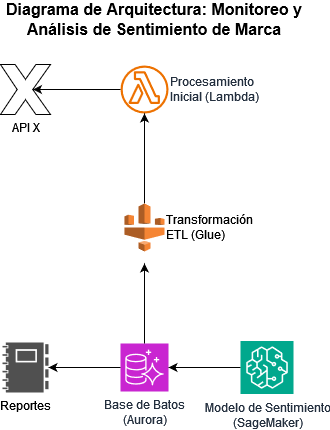 Diagrama de Arquitectura: Monitoreo y
Análisis de Sentimiento de Marca
Procesamiento
Inicial (Lambda)
API X
Transformación
ETL (Glue)
Reportes
Base de Batos
(Aurora)
Modelo de Sentimiento
(SageMaker)